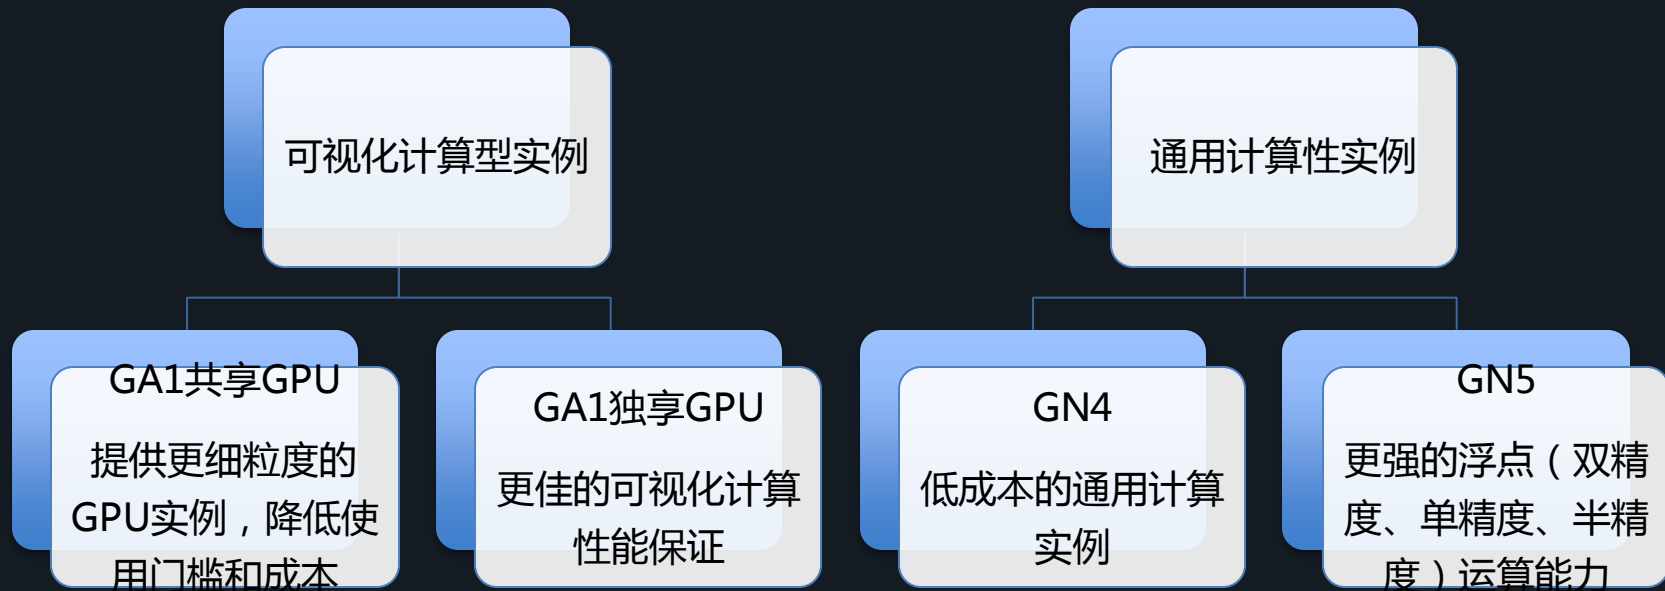 可视化计算型实例
通用计算性实例
GA1共享GPU
提供更细粒度的
GPU实例，降低使
用门槛和成本
GA1独享GPU
更佳的可视化计算
性能保证
GN4
低成本的通用计算
实例
GN5
更强的浮点（双精
度、单精度、半精
度）运算能力